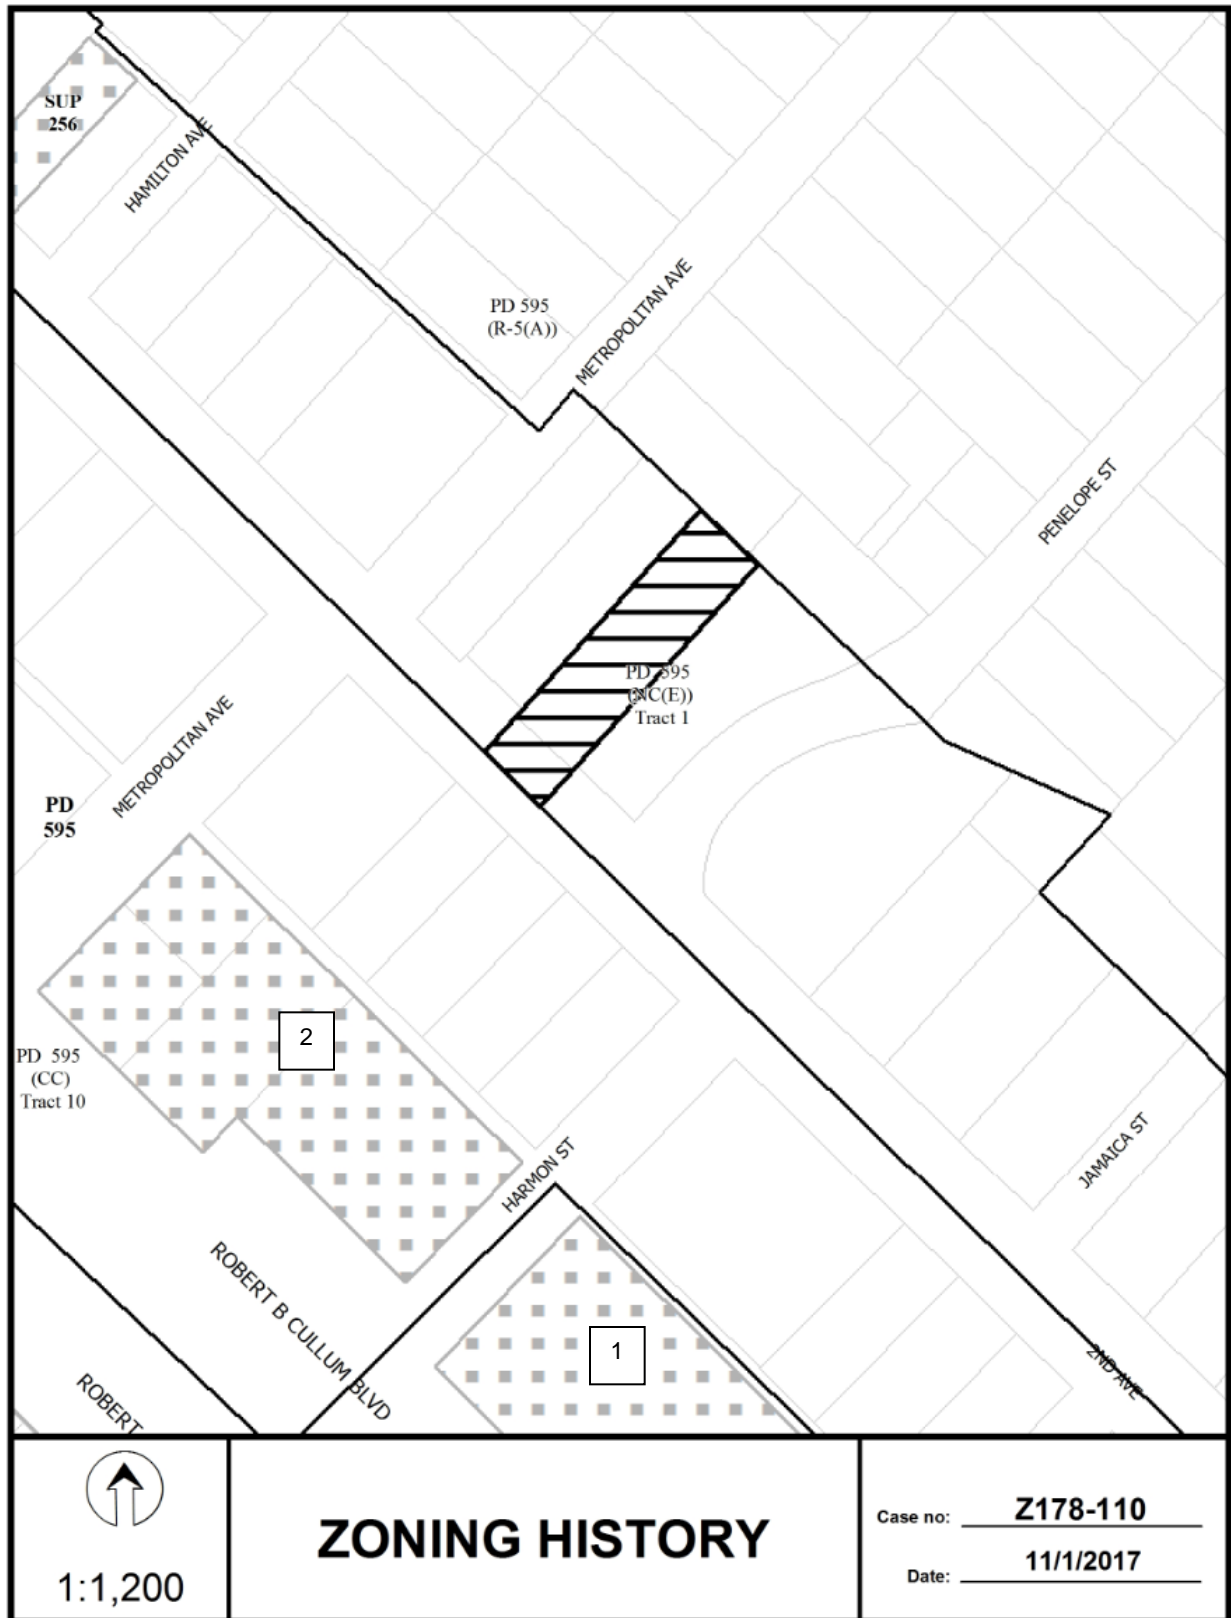 SUP
256
HAMILTON AVE
PD 595
(R-5(A))
METROPOLITAN AVE
PENELOPE ST
PD 595
(NC(E))
Tract 1
METROPOLITAN AVE
PD
595
2
PD 595
(CC)
Tract 10
HARMON ST
JAMAICA ST
ROBERT B CULLUM BLVD
1
2ND AVE
ROBERT
1:1,200
ZONING HISTORY
Case no: Z178-110
Date: 11/1/2017